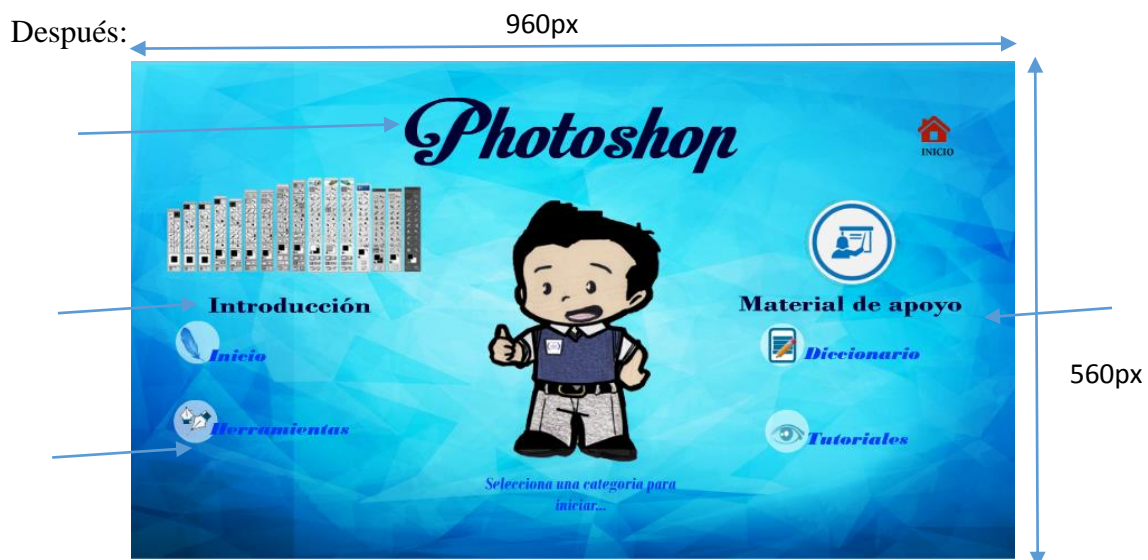 Después:
960px
Photoshop
INICIO
Introducción
Material de apoyo
Inicio
Diccionario
560px
Herramientas
Tutoriales
Selecciona una categoria para
iniciar...